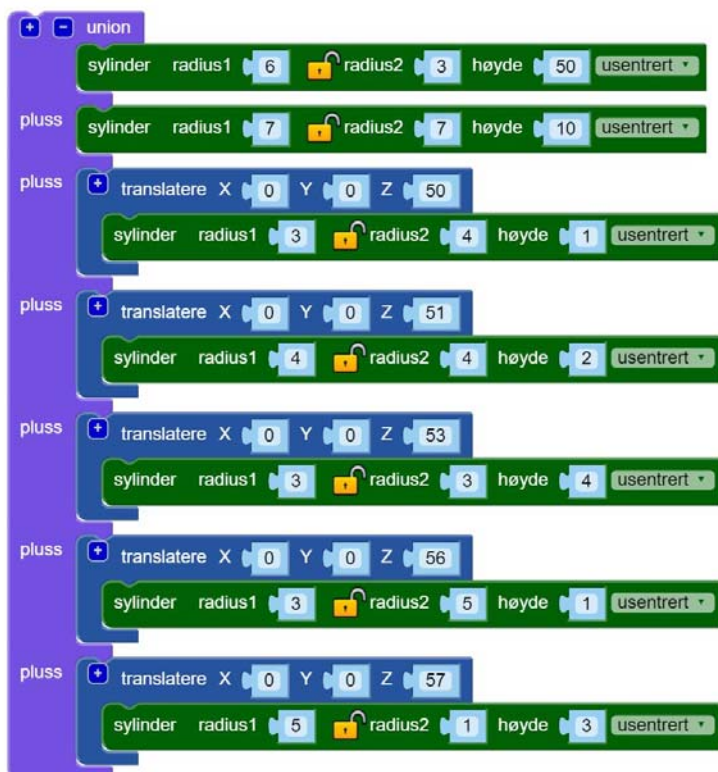 + - union
sylinder radius1 6 radius2 3 høyde 50 usentrert
pluss sylinder radius1 7 radius2 7 høyde 10 usentrert
pluss + translatere X 0 Y 0 Z 50
sylinder radius1 3 radius2 4 høyde 1 usentrert
pluss + translatere X 0 Y 0 Z 51
sylinder radius1 4 radius2 4 høyde 2 usentrert
pluss + translatere X 0 Y 0 Z 53
sylinder radius1 3 radius2 3 høyde 4 usentrert
pluss + translatere X 0 Y 0 Z 56
sylinder radius1 3 radius2 5 høyde 1 usentrert
pluss + translatere X 0 Y 0 Z 57
sylinder radius1 5 radius2 1 høyde 3 usentrert